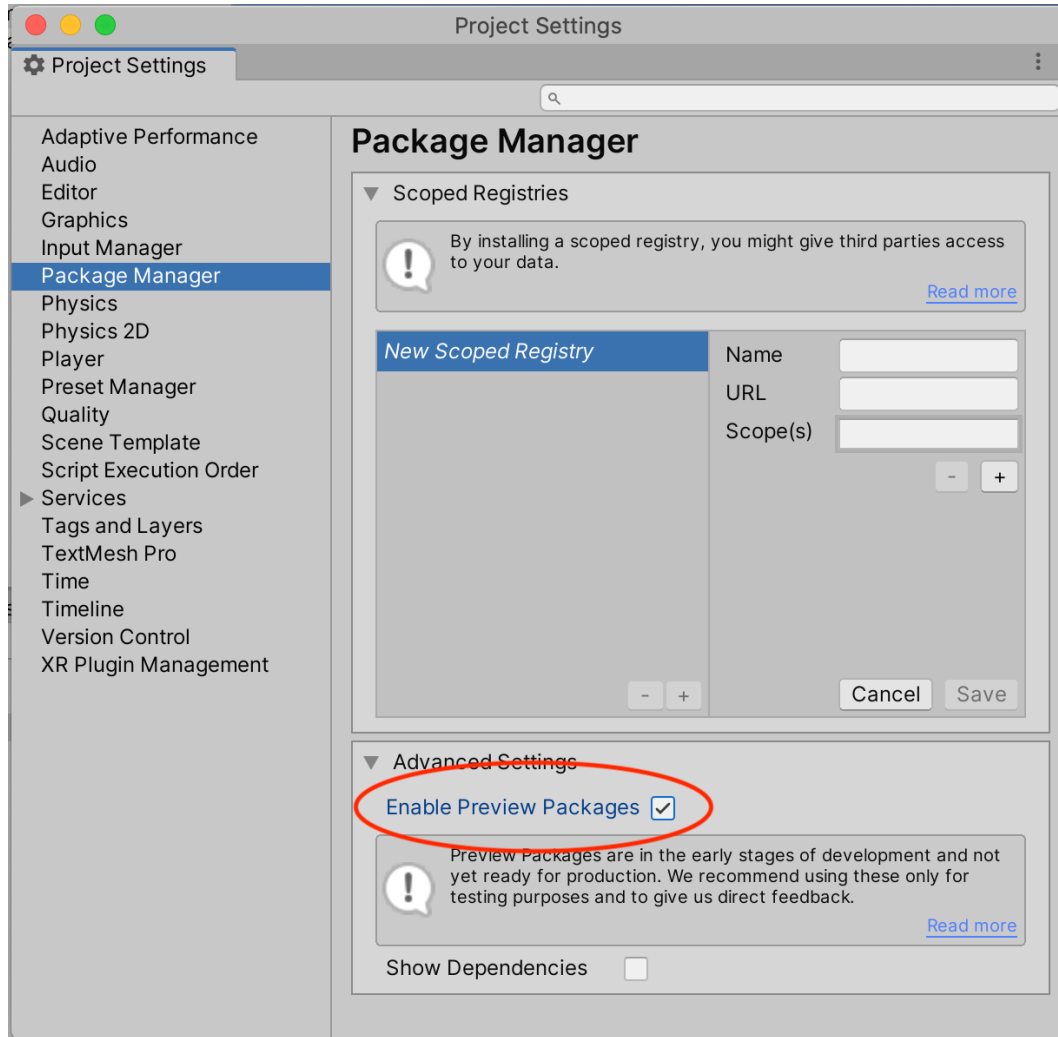 Project Settings
Project Settings
Adaptive Performance
Audio
Editor
Graphics
Input Manager
Package Manager
Physics
Physics 2D
Player
Preset Manager
Quality
Scene Template
Script Execution Order
Services
Tags and Layers
TextMesh Pro
Time
Timeline
Version Control
XR Plugin Management
Package Manager
Scoped Registries
By installing a scoped registry, you might give third parties access
to your data.
Read more
New Scoped Registry
Name
URL
Scope(s)
- +
- +
Cancel Save
Advanced Settings
Enable Preview Packages
Preview Packages are in the early stages of development and not
yet ready for production. We recommend using these only for
testing purposes and to give us direct feedback.
Read more
Show Dependencies